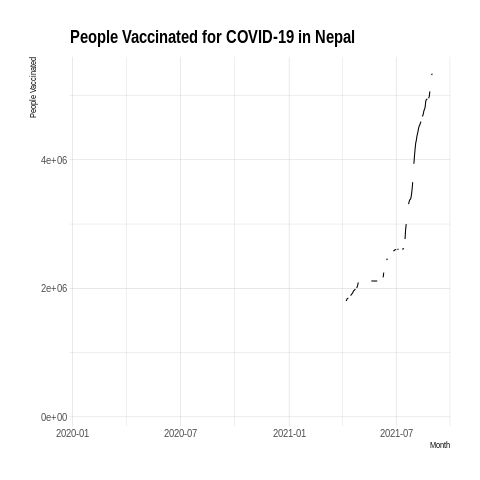 People Vaccinated for COVID-19 in Nepal
People Vaccinated
4e+06
2e+06
0e+00
2020-01 2020-07 2021-01 2021-07
Month